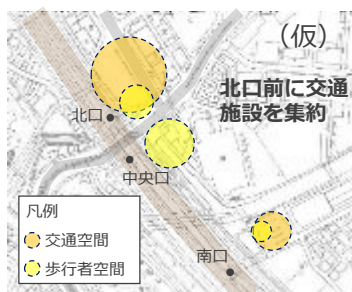 （仮）
北口前に交通
施設を集約
北口
中央口
南口
凡例
交通空間
歩行者空間